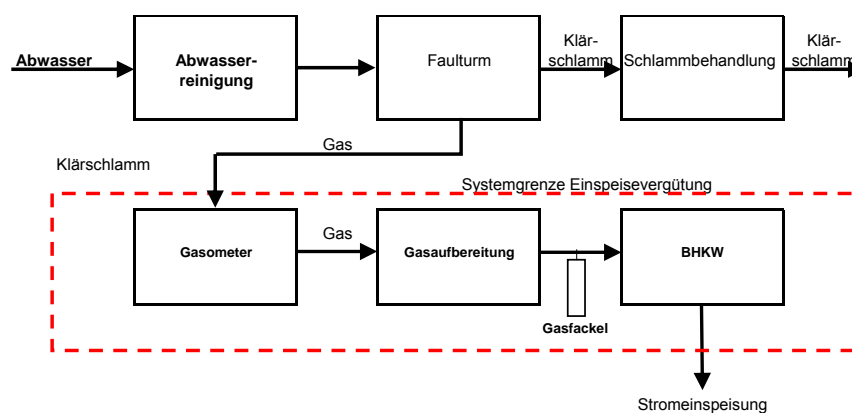 Abwasser
Abwasser-
reinigung
Faulturm
Klär-
schlamm
Schlammbehandlung
Klär-
schlamm
Gas
Klärschlamm
Systemgrenze Einspeisevergütung
Gasometer
Gas
Gasaufbereitung
BHKW
Gasfackel
Stromeinspeisung